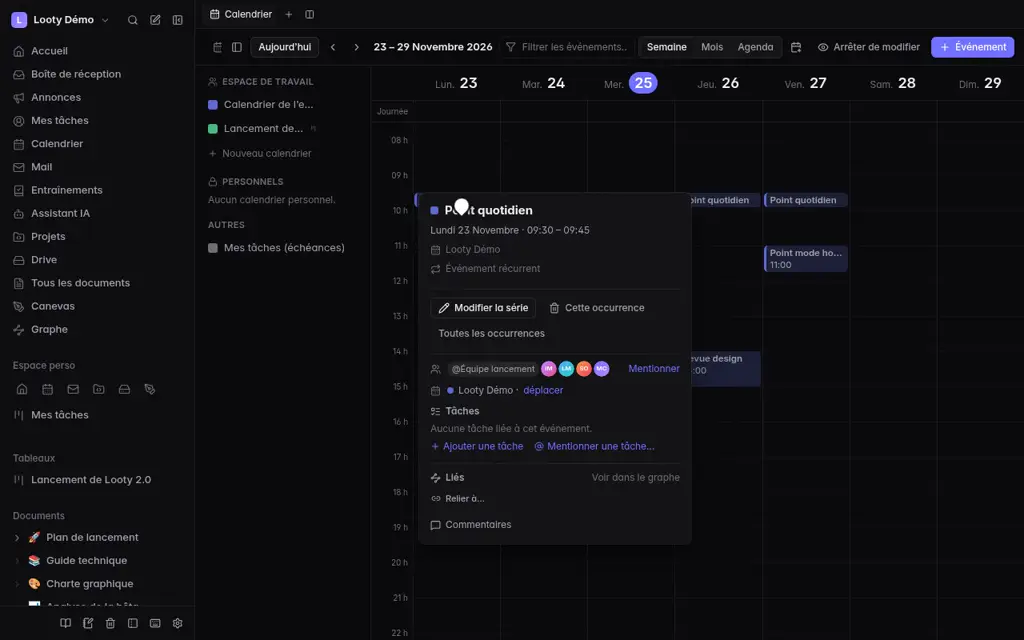 L Looty Démo
Accueil
Boîte de réception
Annonces
Mes tâches
Calendrier
Mail
Entraînements
Assistant IA
Projets
Drive
Tous les documents
Canevas
Graphe
Espace perso
Mes tâches
Tableaux
Lancement de Looty 2.0
Documents
Plan de lancement
Guide technique
Charte graphique
Calendrier
Aujourd'hui
23 – 29 Novembre 2026
Filtrer les événements..
Semaine Mois Agenda
Arrêter de modifier
+ Événement
ESPACE DE TRAVAIL
Calendrier de l'e...
Lancement de...
+ Nouveau calendrier
PERSONNELS
Aucun calendrier personnel.
AUTRES
Mes tâches (échéances)
Lun. 23 Mar. 24 Mer. 25 Jeu. 26 Ven. 27 Sam. 28 Dim. 29
Journée
08 h
09 h
10 h
11 h
12 h
13 h
14 h
15 h
16 h
17 h
18 h
19 h
20 h
21 h
22 h
oint quotidien
Point quotidien
Point mode ho...
11:00
evue design
:00
quotidien
Lundi 23 Novembre · 09:30 – 09:45
Looty Démo
Événement récurrent
Modifier la série
Cette occurrence
Toutes les occurrences
@Équipe lancement IM LM SO MC Mentionner
Looty Démo · déplacer
Tâches
Aucune tâche liée à cet événement.
+ Ajouter une tâche
Mentionner une tâche...
Liés
Voir dans le graphe
Relier à...
Commentaires